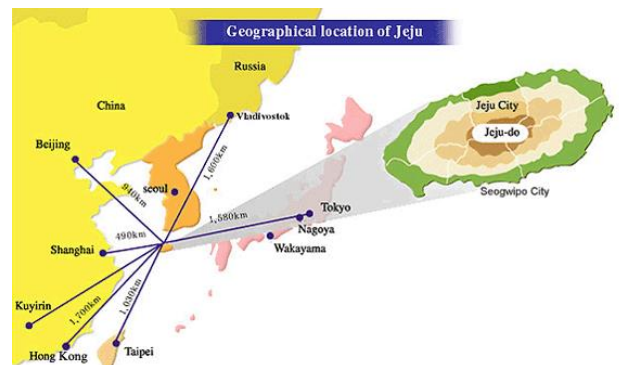 Geographical location of Jeju
Russia
China
Vladivostok
Jeju City
Jeju-do
Beijing
940km
1,600km
seoul
Seogwipo City
1,580km
Tokyo
Nagoya
490km
Shanghai
Wakayama
Kuyirin
1,700km
1,030km
Hong Kong
Taipei